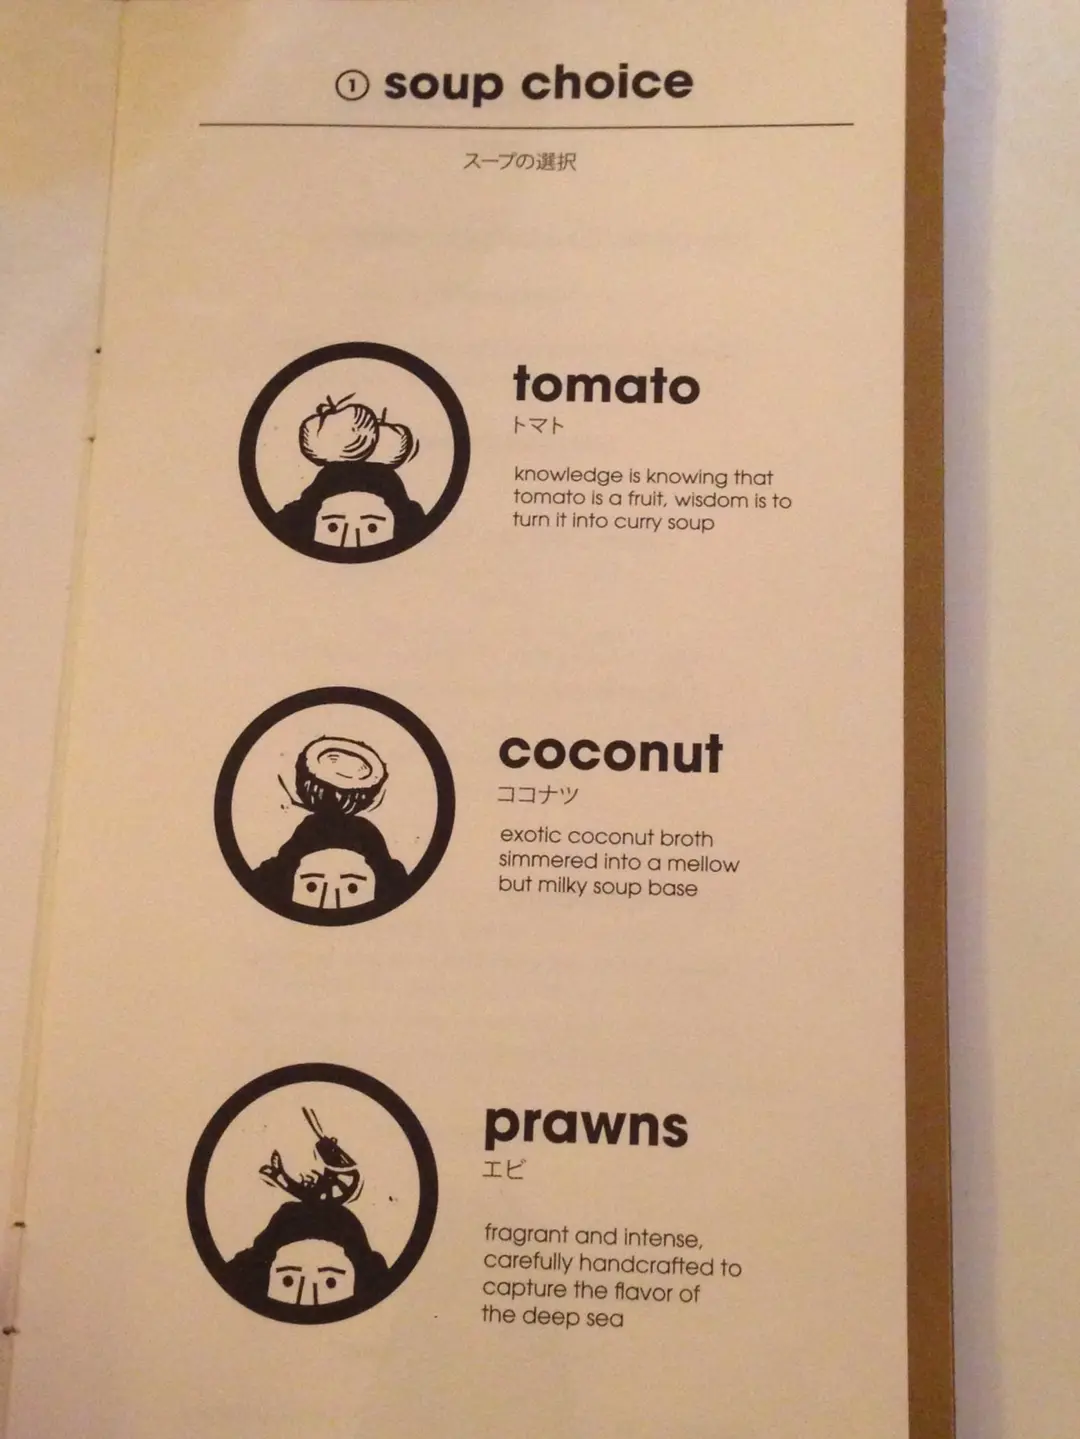 ① soup choice
スープの選択
tomato
トマト
knowledge is knowing that
tomato is a fruit, wisdom is to
turn it into curry soup
coconut
ココナツ
exotic coconut broth
simmered into a mellow
but milky soup base
prawns
エビ
fragrant and intense,
carefully handcrafted to
capture the flavor of
the deep sea